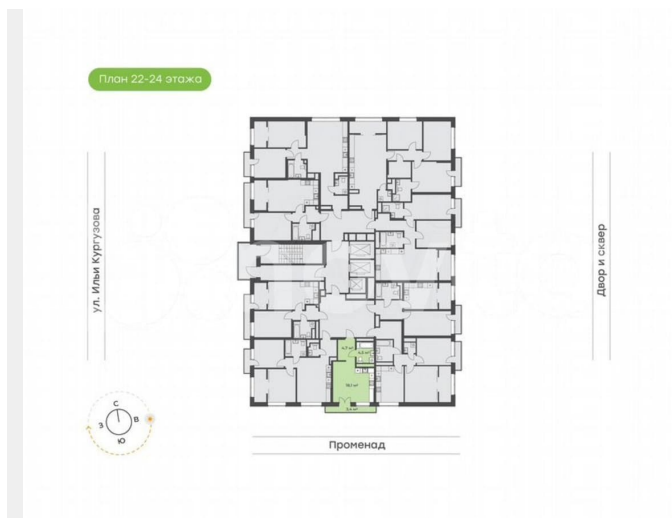 План 22-24 этажа
ул. Ильи Кургузова
Двор и сквер
С
З
В
Ю
Променад